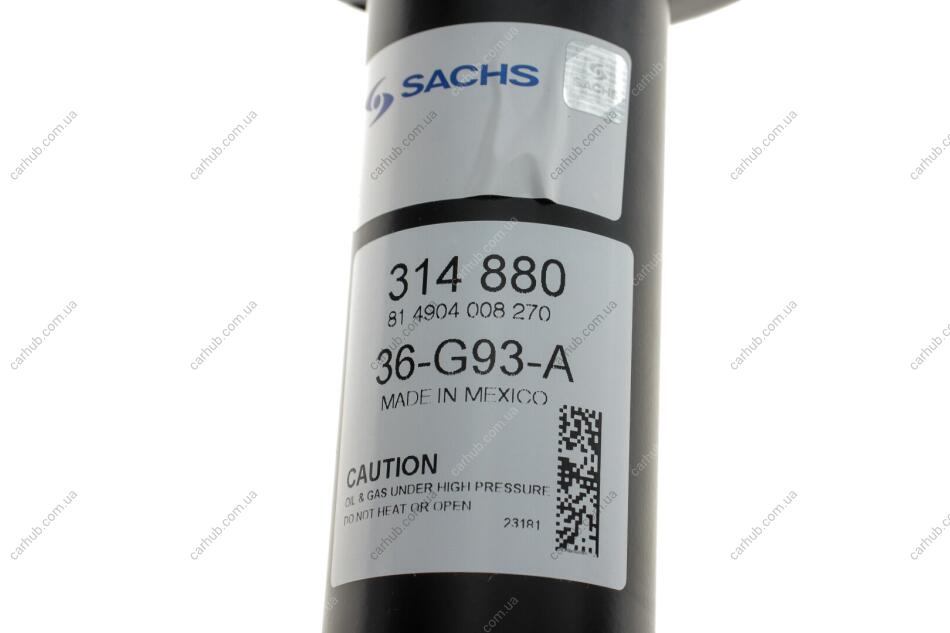 SACHS
314 880
81 4904 008 270
36-G93-A
MADE IN MEXICO
CAUTION
OIL & GAS UNDER HIGH PRESSURE
DO NOT HEAT OR OPEN
23181
carhub.com.ua